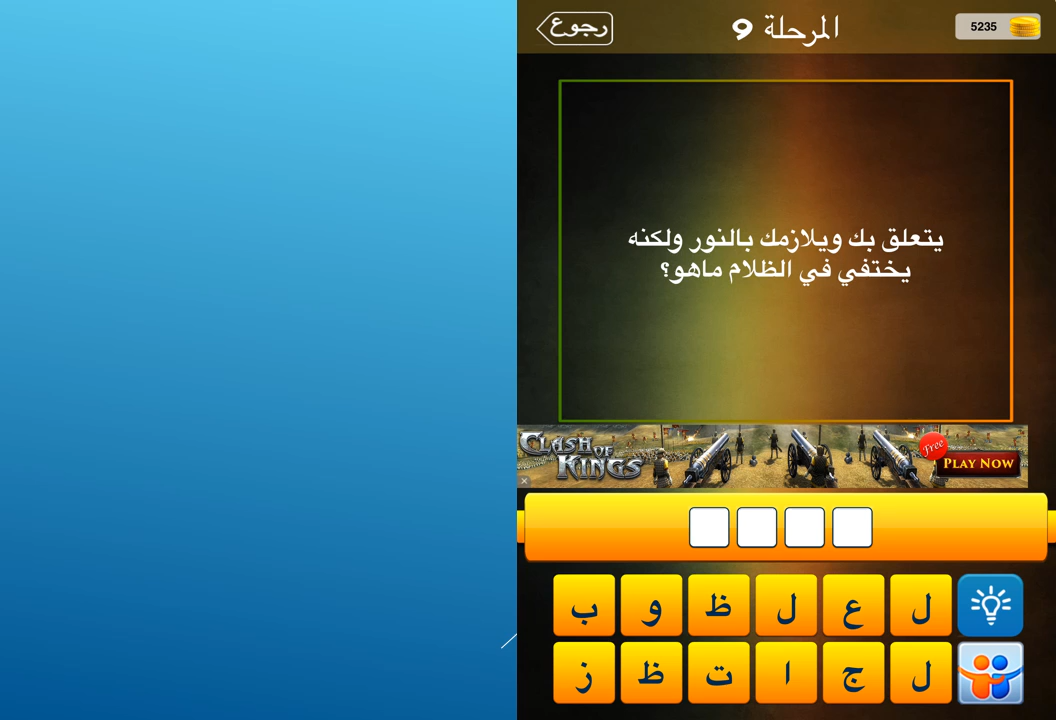 رجوع
المرحلة 9
5235
يتعلق بك ويلازمك بالنور ولكنه
يختفي في الظلام ماهو؟
CLASH OF KINGS
Free
PLAY NOW
ل ع ل ظ و ب
ل ج ا ت ظ ز